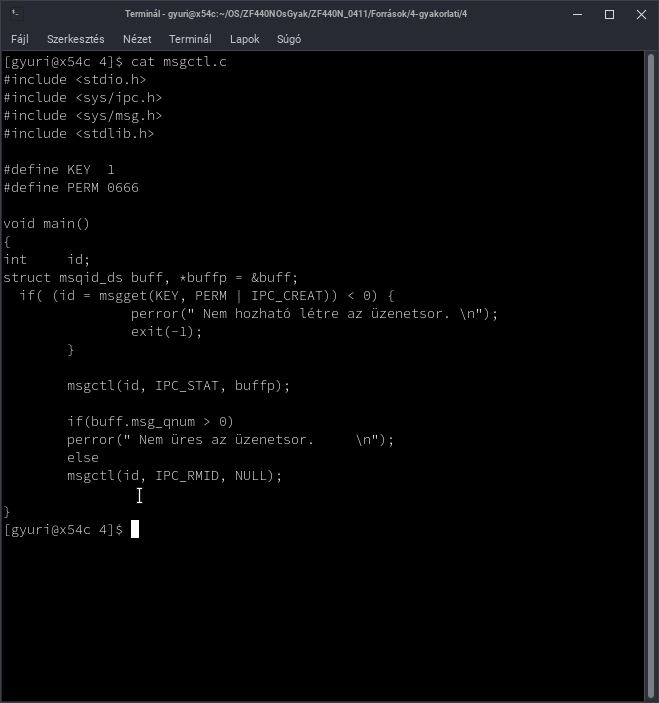 Terminál - gyuri@x54c:~/OS/ZF440NOsGyak/ZF440N_0411/Források/4-gyakorlati/4
Fájl Szerkesztés Nézet Terminál Lapok Súgó
[gyuri@x54c 4]$ cat msgctl.c
#include <stdio.h>
#include <sys/ipc.h>
#include <sys/msg.h>
#include <stdlib.h>

#define KEY  1
#define PERM 0666

void main()
{
int     id;
struct msqid_ds buff, *buffp = &buff;
  if( (id = msgget(KEY, PERM | IPC_CREAT)) < 0) {
                perror(" Nem hozható létre az üzenetsor. \n");
                exit(-1);
        }

        msgctl(id, IPC_STAT, buffp);

        if(buff.msg_qnum > 0)
        perror(" Nem üres az üzenetsor.     \n");
        else
        msgctl(id, IPC_RMID, NULL);

}
[gyuri@x54c 4]$